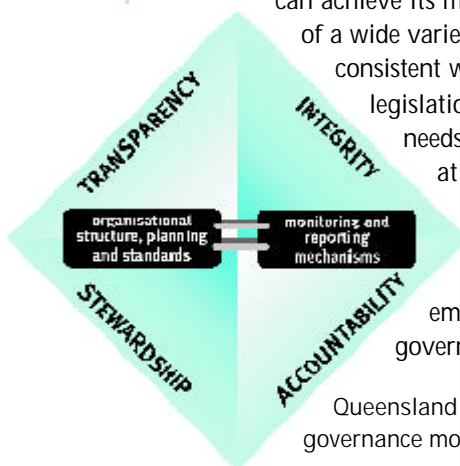 can achieve its m
of a wide varie
consistent w
legislatio
needs
at
TRANSPARENCY
INTEGRITY
organisational
structure, planning
and standards
monitoring and
reporting
mechanisms
STEWARDSHIP
ACCOUNTABILITY
em
govern
Queensland
governance mo